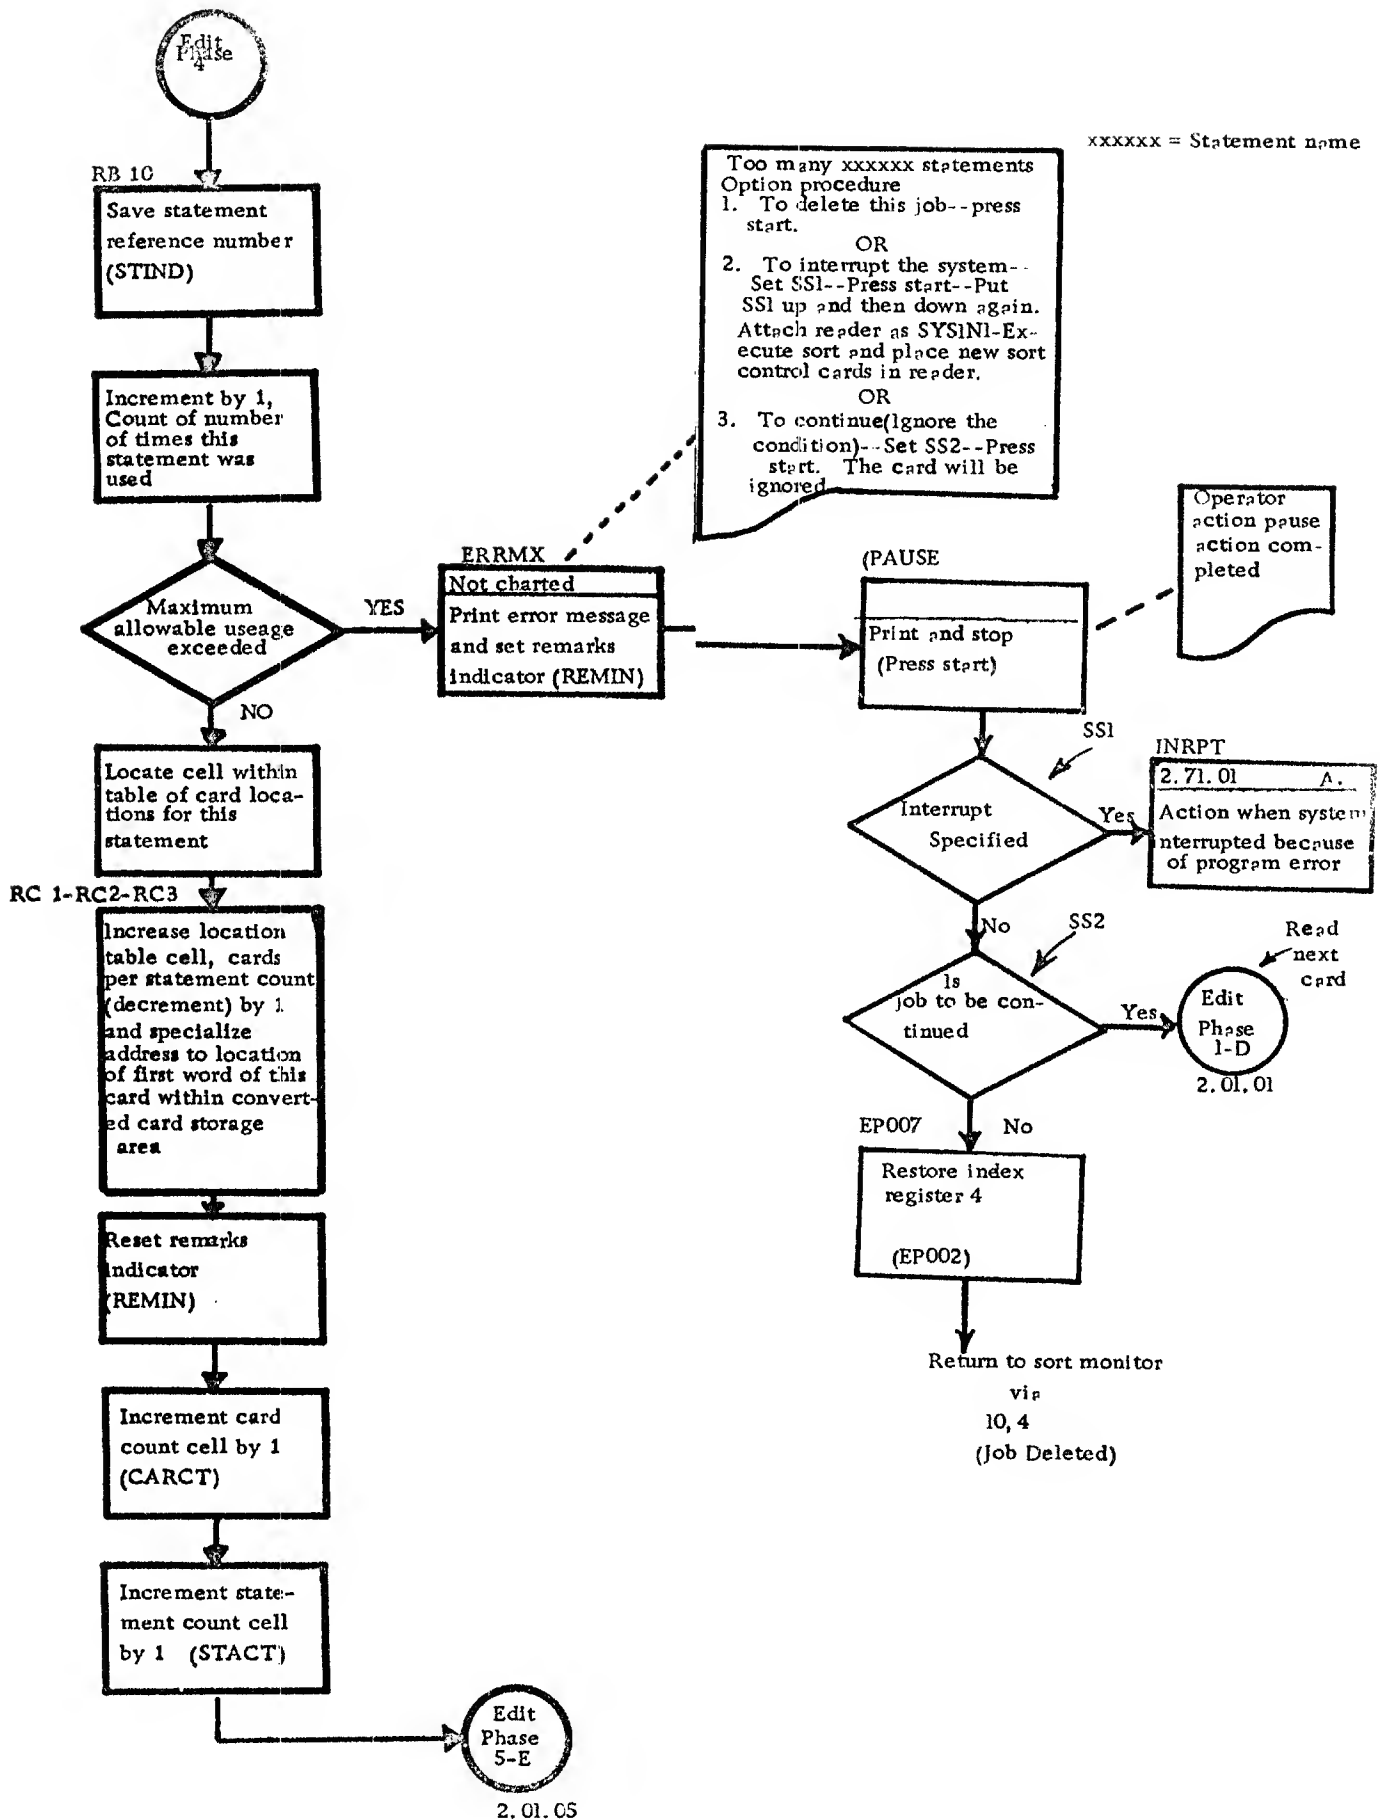 Edit
Phase
4
RB 10
Save statement
reference number
(STIND)
Increment by 1,
Count of number
of times this
statement was
used
Maximum
allowable useage
exceeded
YES
NO
Locate cell within
table of card loca-
tions for this
statement
RC 1-RC2-RC3
Increase location
table cell, cards
per statement count
(decrement) by 1
and specialize
address to location
of first word of this
card within convert-
ed card storage
area
Reset remarks
indicator
(REMIN)
Increment card
count cell by 1
(CARCT)
Increment state-
ment count cell
by 1 (STACT)
Edit
Phase
5-E
2.01.05
ERRMX
Not charted
Print error message
and set remarks
indicator (REMIN)
xxxxxx = Statement name
Too many xxxxxx statements
Option procedure
1. To delete this job--press
start.
OR
2. To interrupt the system--
Set SS1--Press start--Put
SS1 up and then down again.
Attach reader as SYS1N1-Ex-
ecute sort and place new sort
control cards in reader.
OR
3. To continue(Ignore the
condition)--Set SS2--Press
start. The card will be
ignored
(PAUSE
Print and stop
(Press start)
Operator
action pause
action com-
pleted
SS1
Interrupt
Specified
Yes
INRPT
2.71.01 A.
Action when system
nterrupted because
of program error
No
SS2
Is
job to be con-
tinued
Yes
Read
next
card
Edit
Phase
1-D
2.01.01
EP007 No
Restore index
register 4
(EP002)
Return to sort monitor
via
10, 4
(Job Deleted)